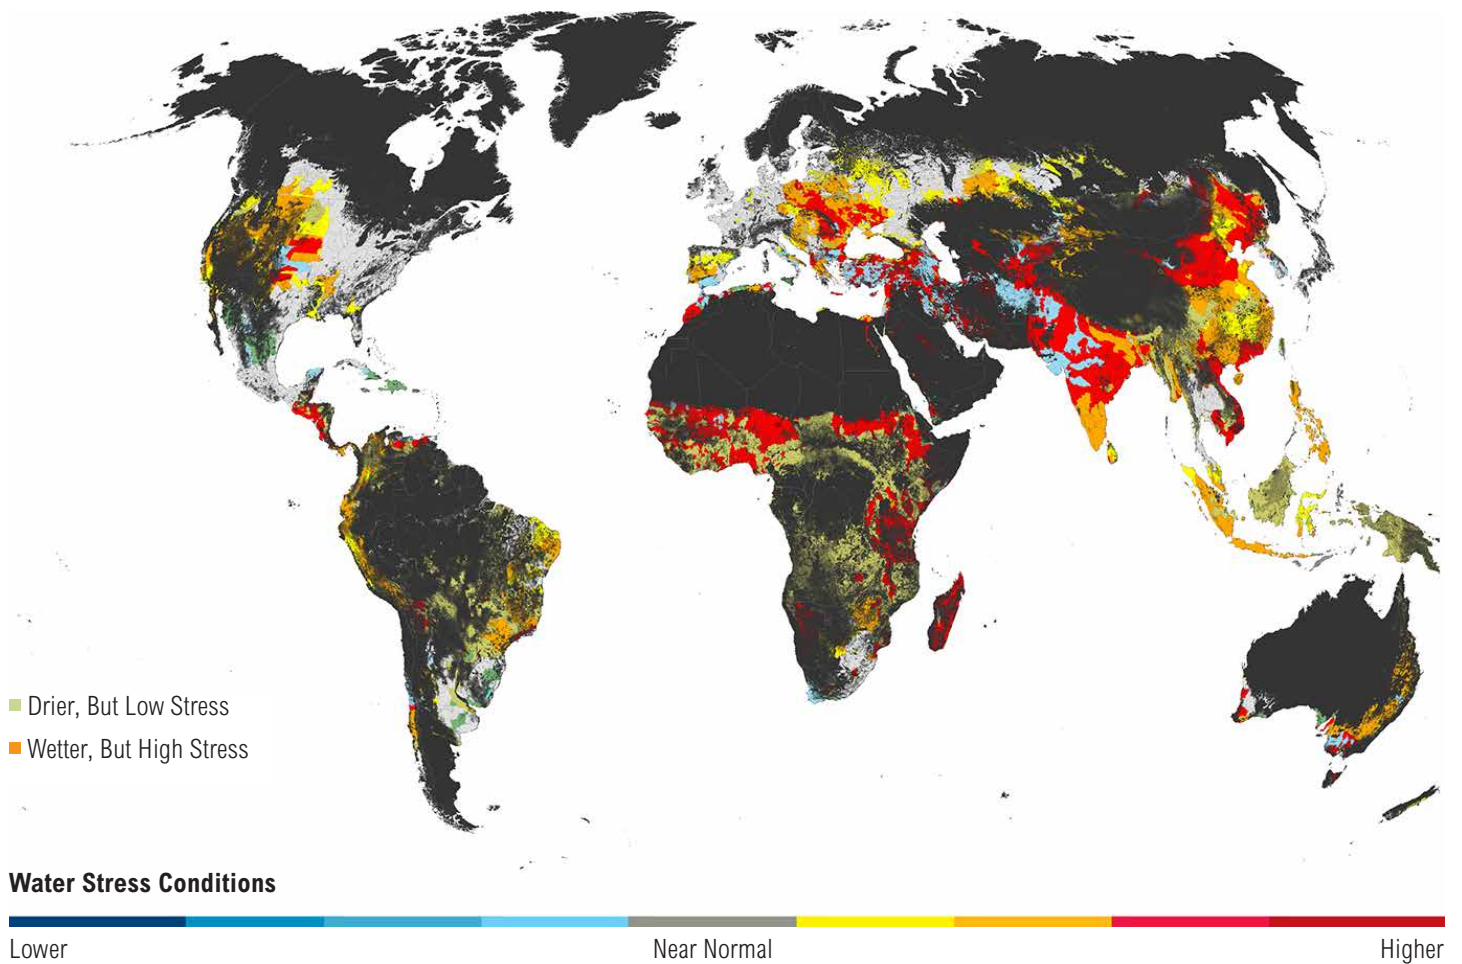 Drier, But Low Stress
Wetter, But High Stress
Water Stress Conditions
Lower
Near Normal
Higher